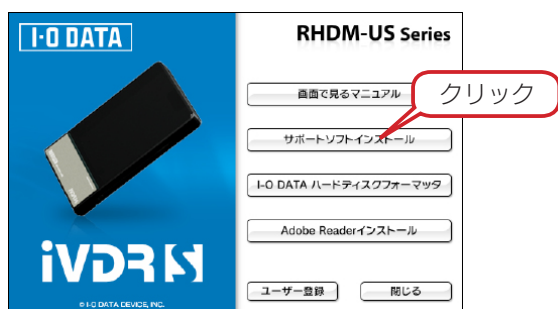 I-O DATA
RHDM-US Series
画面で見るマニュアル
クリック
サポートソフトインストール
I-O DATA ハードディスクフォーマッタ
Adobe Readerインストール
iVDR S
ユーザー登録
閉じる
© I-O DATA DEVICE, INC.